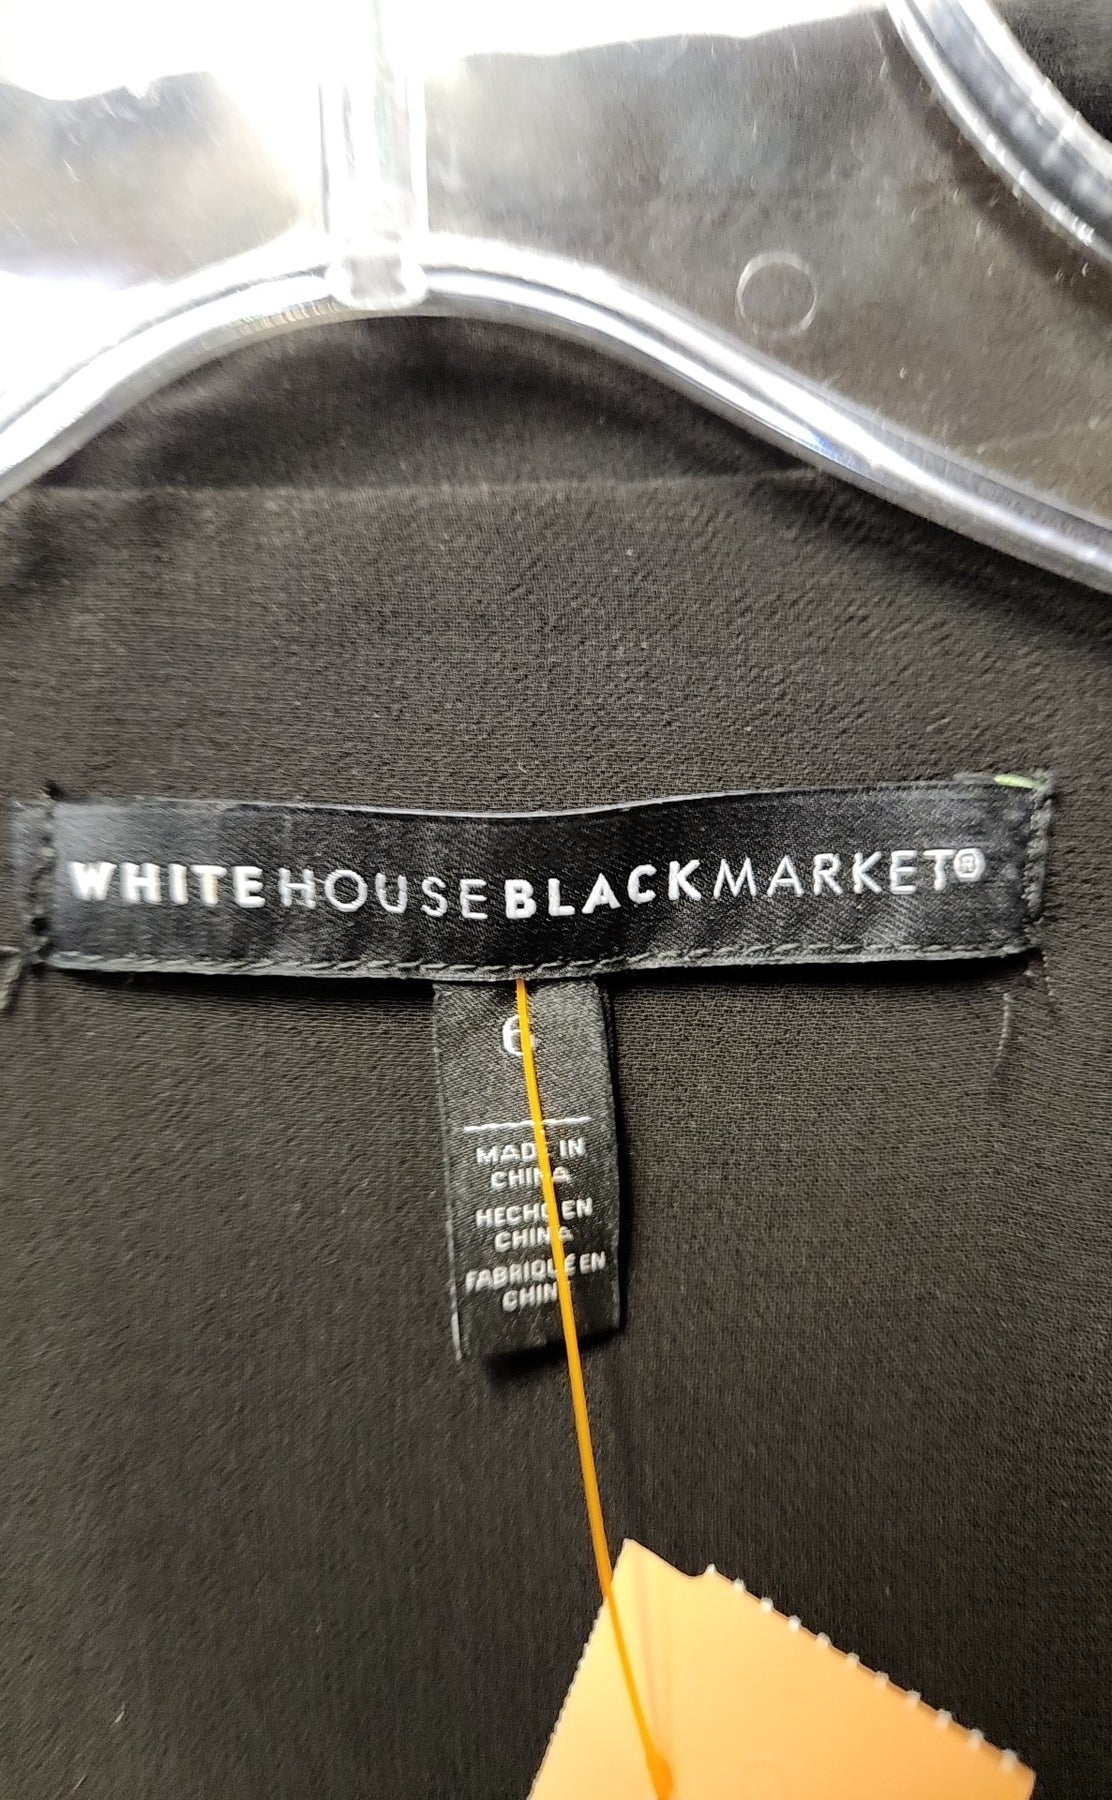 WHITEHOUSEBLACKMARKET®
6
MADE IN
CHINA
HECHO EN
CHINA
FABRIQUÉ EN
CHINE